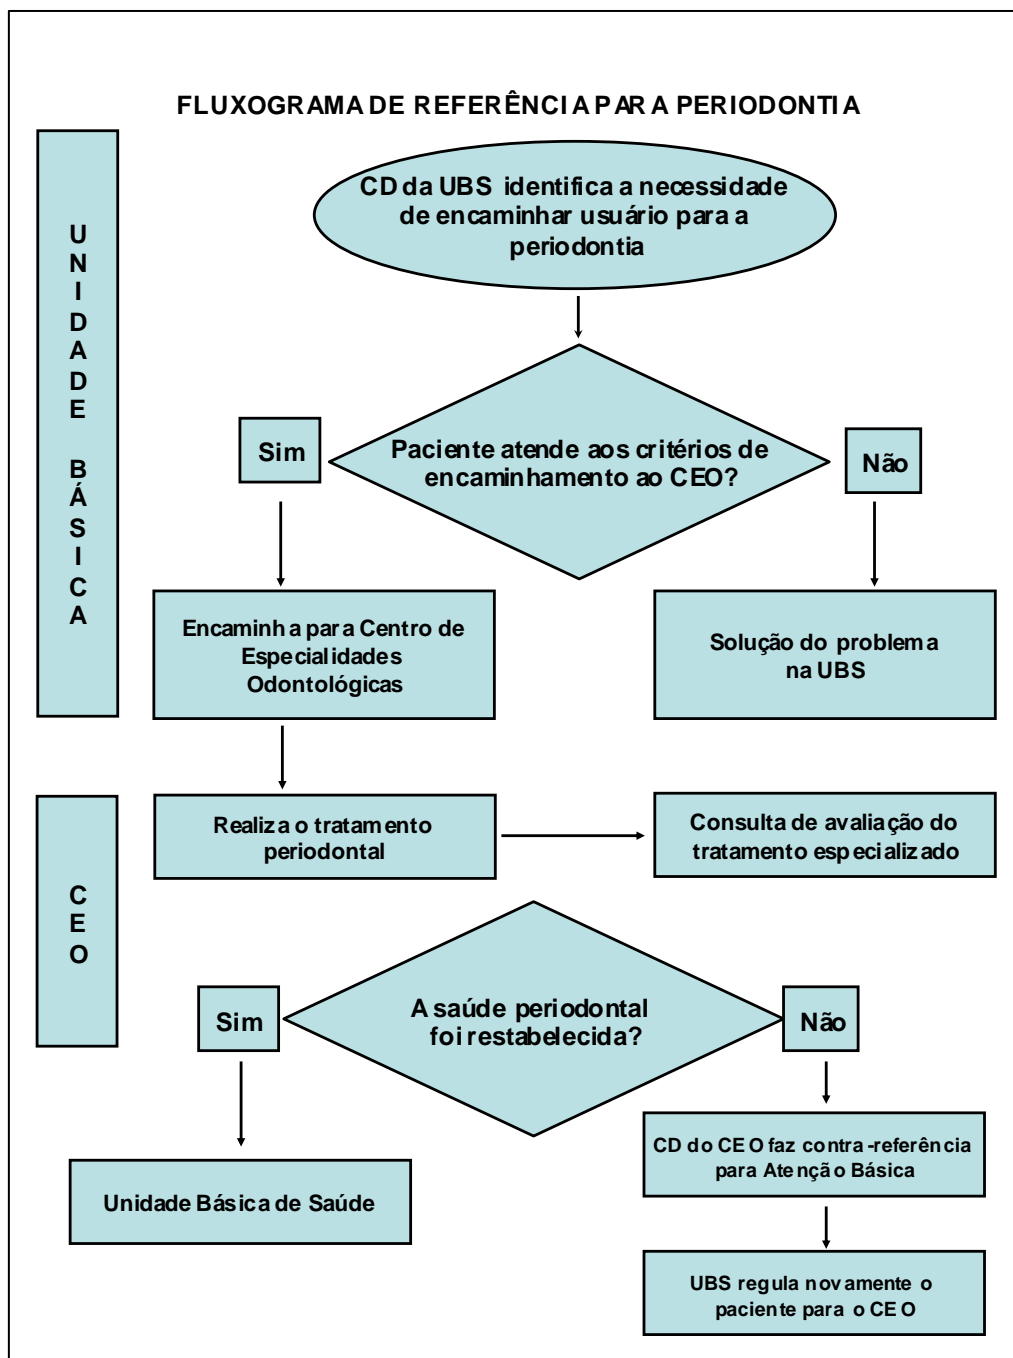 FLUXOGRAMA DE REFERÊNCIA PARA PERIODONTIA
UNIDADE BÁSICA
CD da UBS identifica a necessidade
de encaminhar usuário para a
periodontia
Sim
Paciente atende aos critérios de
encaminhamento ao CEO?
Não
Encaminha para Centro de
Especialidades
Odontológicas
Solução do problema
na UBS
CEO
Realiza o tratamento
periodontal
Consulta de avaliação do
tratamento especializado
Sim
A saúde periodontal
foi restabelecida?
Não
Unidade Básica de Saúde
CD do CEO faz contra-referência
para Atenção Básica
UBS regula novamente o
paciente para o CEO